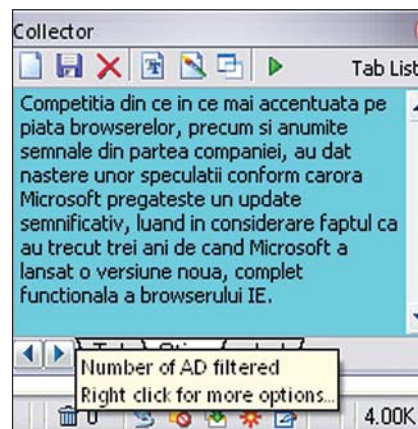 Collector
Tab List
Competitia din ce in ce mai accentuata pe
piata browserelor, precum si anumite
semnale din partea companiei, au dat
nastere unor speculatii conform carora
Microsoft pregateste un update
semnificativ, luand in considerare faptul ca
au trecut trei ani de cand Microsoft a
lansat o versiune noua, complet
functionala a browserului IE.
Number of AD filtered
Right click for more options...
0
4.00K